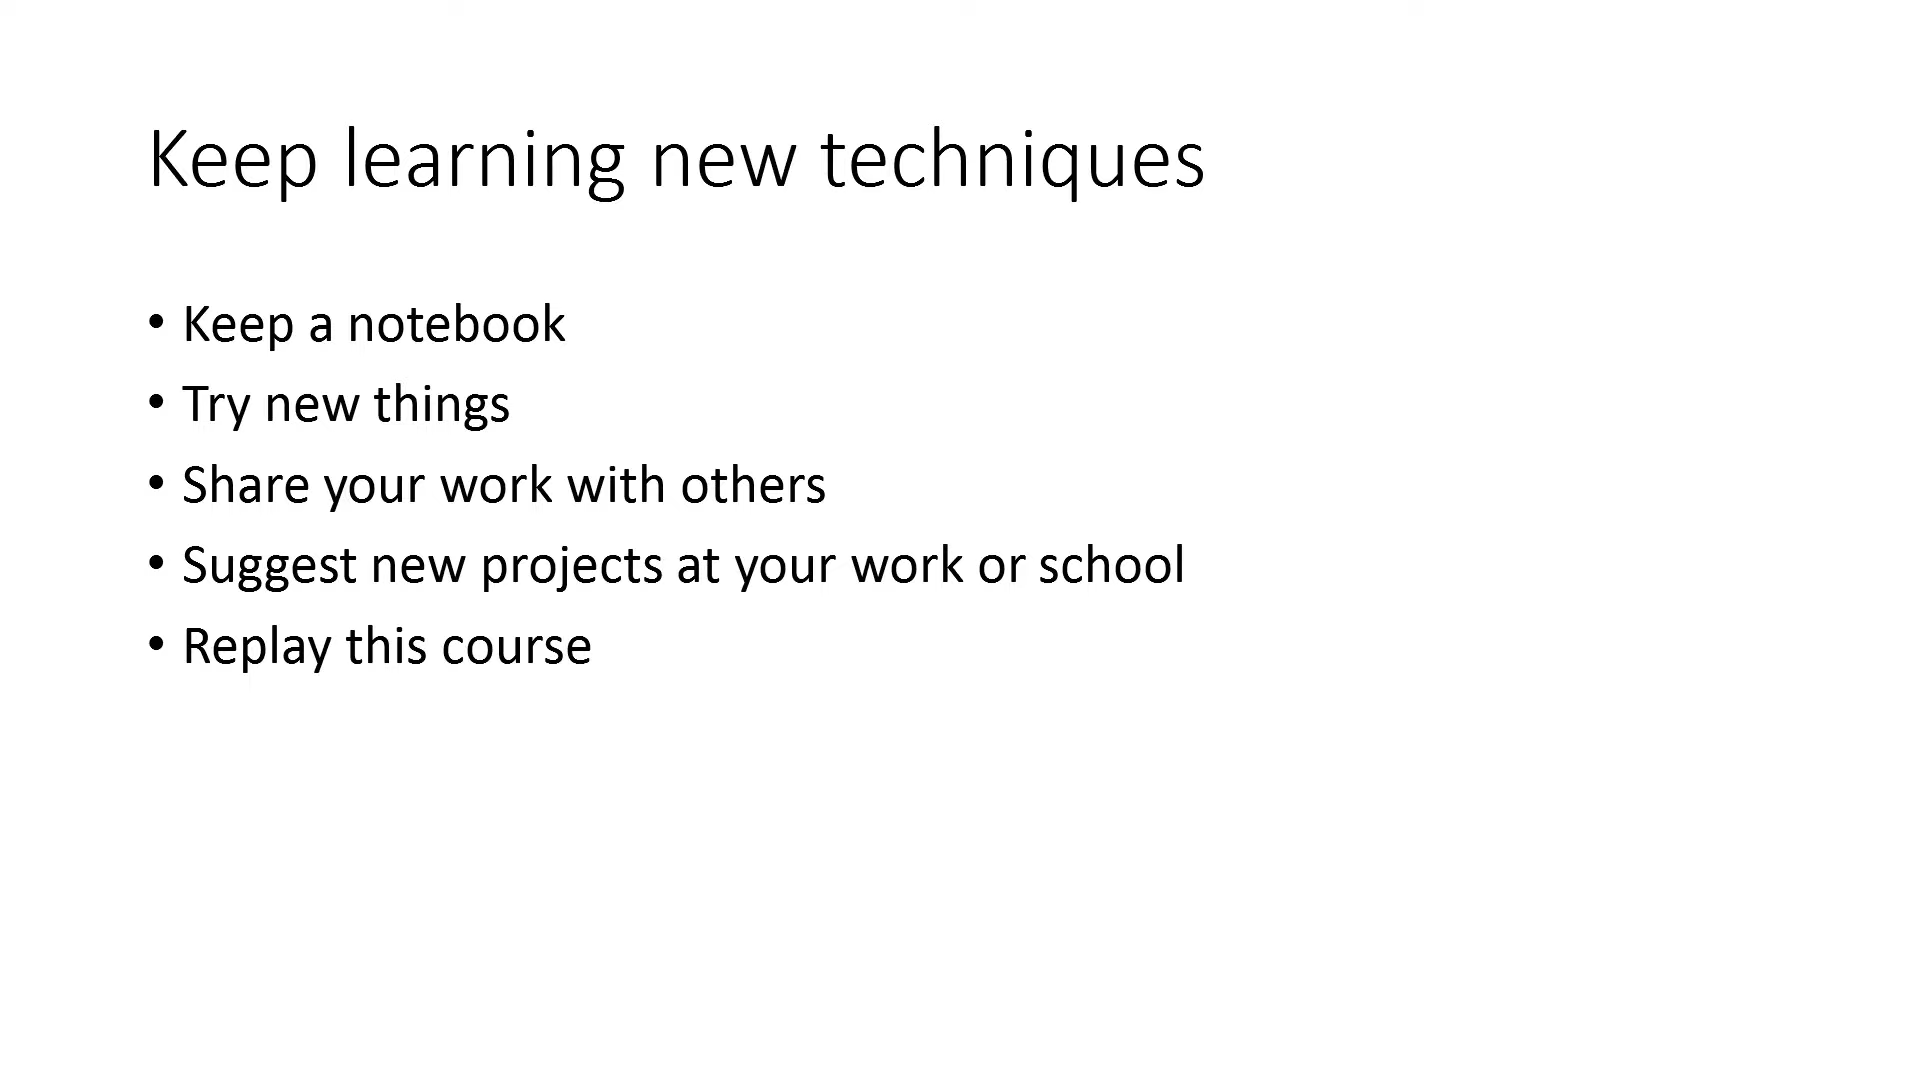 Keep learning new techniques
• Keep a notebook
• Try new things
• Share your work with others
• Suggest new projects at your work or school
• Replay this course